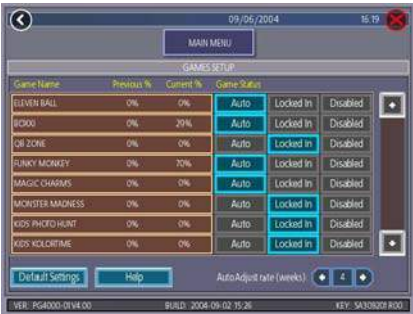 09/06/2004 16:19
MAIN MENU
GAMES SETUP
Game Name Previous % Current % Game Status
ELEVEN BALL 0% 0% Auto Locked In Disabled
BOXXI 0% 29% Auto Locked In Disabled
QB ZONE 0% 0% Auto Locked In Disabled
FUNKY MONKEY 0% 70% Auto Locked In Disabled
MAGIC CHARMS 0% 0% Auto Locked In Disabled
MONSTER MADNESS 0% 0% Auto Locked In Disabled
KIDS PHOTO HUNT 0% 0% Auto Locked In Disabled
KIDS KOLORTIME 0% 0% Auto Locked In Disabled
Default Settings Help AutoAdjust rate (weeks) 4
VER. PG4000-01V4.00 BUILD: 2004-09-02 15:26 KEY: SA309201 R00